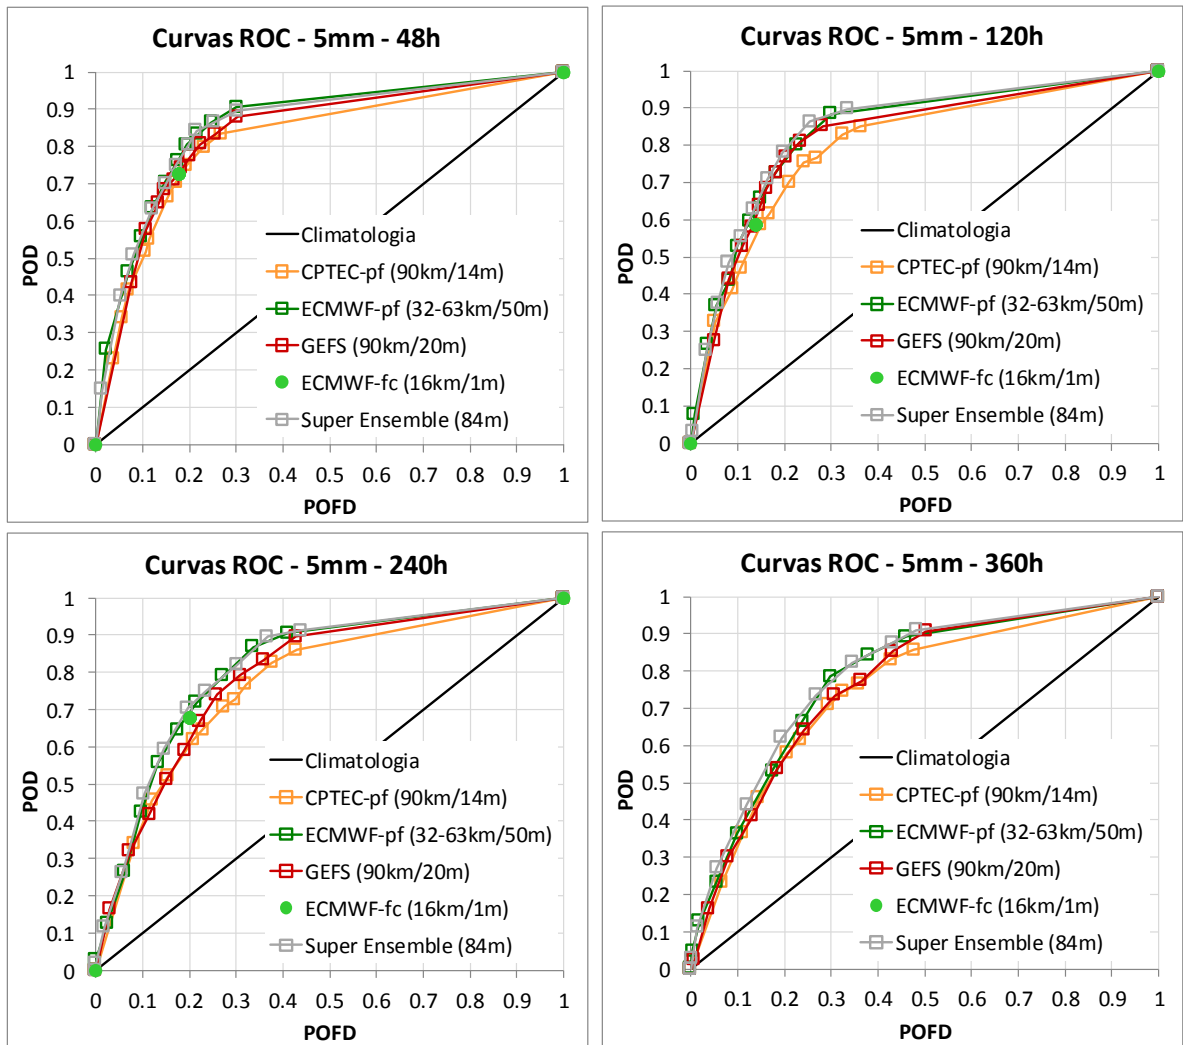 Curvas ROC - 5mm - 48h
POD
1
0.9
0.8
0.7
0.6
0.5
0.4
0.3
0.2
0.1
0
Climatologia
CPTEC-pf (90km/14m)
ECMWF-pf (32-63km/50m)
GEFS (90km/20m)
ECMWF-fc (16km/1m)
Super Ensemble (84m)
0 0.1 0.2 0.3 0.4 0.5 0.6 0.7 0.8 0.9 1
POFD
Curvas ROC - 5mm - 120h
POD
1
0.9
0.8
0.7
0.6
0.5
0.4
0.3
0.2
0.1
0
Climatologia
CPTEC-pf (90km/14m)
ECMWF-pf (32-63km/50m)
GEFS (90km/20m)
ECMWF-fc (16km/1m)
Super Ensemble (84m)
0 0.1 0.2 0.3 0.4 0.5 0.6 0.7 0.8 0.9 1
POFD
Curvas ROC - 5mm - 240h
POD
1
0.9
0.8
0.7
0.6
0.5
0.4
0.3
0.2
0.1
0
Climatologia
CPTEC-pf (90km/14m)
ECMWF-pf (32-63km/50m)
GEFS (90km/20m)
ECMWF-fc (16km/1m)
Super Ensemble (84m)
0 0.1 0.2 0.3 0.4 0.5 0.6 0.7 0.8 0.9 1
POFD
Curvas ROC - 5mm - 360h
POD
1
0.9
0.8
0.7
0.6
0.5
0.4
0.3
0.2
0.1
0
Climatologia
CPTEC-pf (90km/14m)
ECMWF-pf (32-63km/50m)
GEFS (90km/20m)
ECMWF-fc (16km/1m)
Super Ensemble (84m)
0 0.1 0.2 0.3 0.4 0.5 0.6 0.7 0.8 0.9 1
POFD